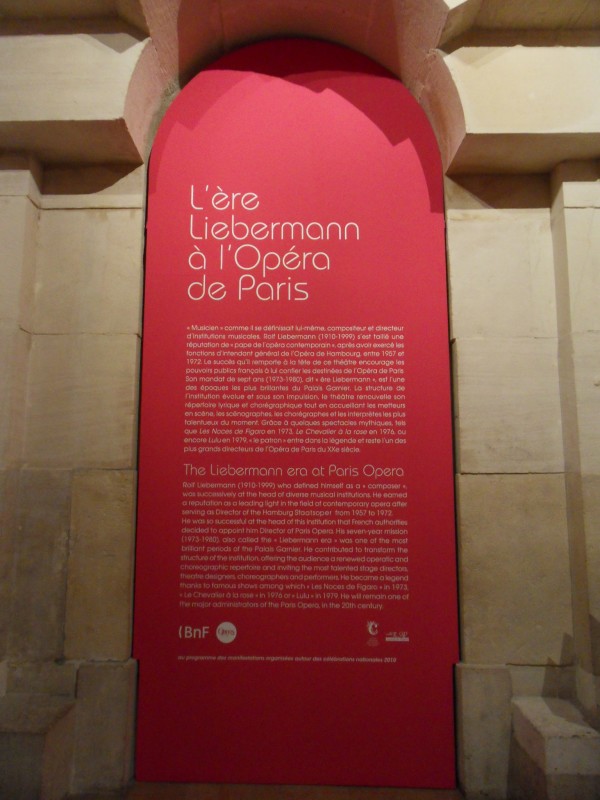 L'ère
Liebermann
à l'Opéra
de Paris
« Musicien » comme il se définissait lui-même, compositeur et directeur
d'institutions musicales, Rolf Liebermann (1910-1999) s'est taillé une
réputation de « pape de l'opéra contemporain », après avoir exercé les
fonctions d'intendant général de l'Opéra de Hambourg, entre 1957 et
1972. Le succès qu'il remporte à la tête de ce théâtre encourage les
pouvoirs publics français à lui confier les destinées de l'Opéra de Paris.
Son mandat de sept ans (1973-1980), dit « ère Liebermann », est l'une
des époques les plus brillantes du Palais Garnier. La structure de
l'institution évolue et sous son impulsion, le théâtre renouvelle son
répertoire lyrique et chorégraphique tout en accueillant les metteurs
en scène, les scénographes, les chorégraphes et les interprètes les plus
talentueux du moment. Grâce à quelques spectacles mythiques, tels
que Les Noces de Figaro en 1973, Le Chevalier à la rose en 1976, ou
encore Lulu en 1979, « le patron » entre dans la légende et reste l'un des
plus grands directeurs de l'Opéra de Paris du XXe siècle.
The Liebermann era at Paris Opera
Rolf Liebermann (1910-1999) who defined himself as a « composer »,
was successively at the head of diverse musical institutions. He earned
a reputation as a leading light in the field of contemporary opera after
serving as Director of the Hamburg Staatsoper from 1957 to 1972.
He was so successful at the head of this institution that French authorities
decided to appoint him Director of Paris Opera. His seven-year mission
(1973-1980), also called the « Liebermann era » was one of the most
brilliant periods of the Palais Garnier. He contributed to transform the
structure of the institution, offering the audience a renewed operatic and
choreographic repertoire and inviting the most talented stage directors,
theatre designers, choreographers and performers. He became a legend
thanks to famous shows among which « Les Noces de Figaro » in 1973,
« Le Chevalier à la rose » in 1976 or « Lulu » in 1979. He will remain one of
the major administrators of the Paris Opera, in the 20th century.
(BnF
Opéra
au programme des manifestations organisées autour des célébrations nationales 2010